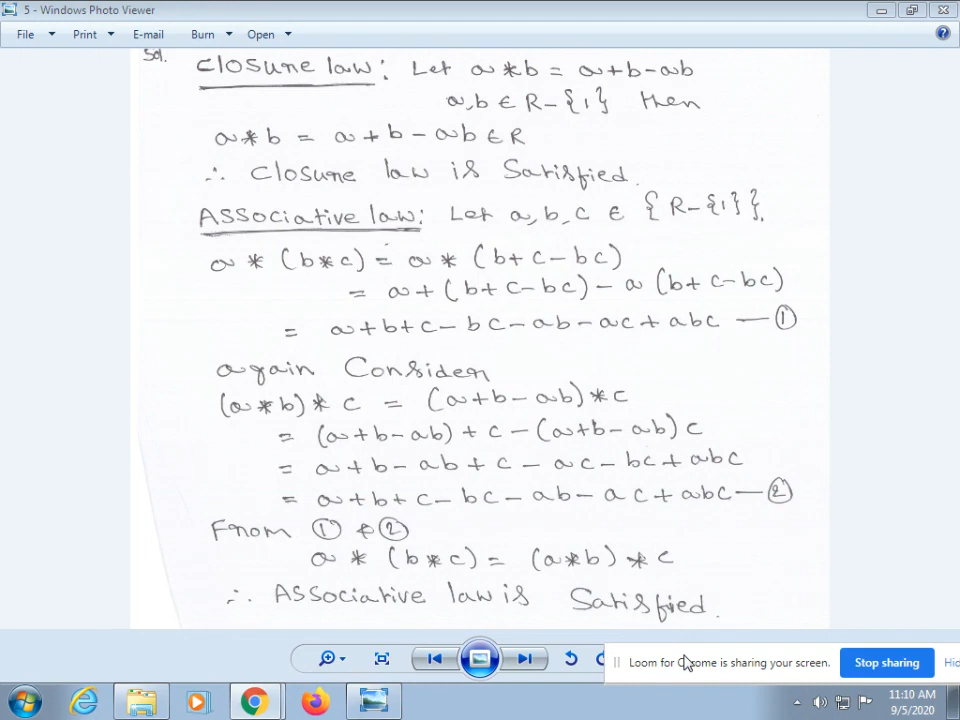 5 - Windows Photo Viewer
File Print E-mail Burn Open
Sol.
Closure law: Let a * b = a+b-ab
a,b ∈ R-{1} then
a * b = a+b-ab ∈ R
∴ Closure law is Satisfied.
Associative law: Let a,b,c ∈ {R-{1}}.
a * (b * c) = a * (b+c-bc)
= a+(b+c-bc)-a(b+c-bc)
= a+b+c-bc-ab-ac+abc — ①
again Consider
(a * b) * c = (a+b-ab) * c
= (a+b-ab)+c-(a+b-ab)c
= a+b-ab+c-ac-bc+abc
= a+b+c-bc-ab-ac+abc — ②
From ① & ②
a * (b * c) = (a * b) * c
∴ Associative law is Satisfied.
Loom for Chrome is sharing your screen. Stop sharing Hid
11:10 AM
9/5/2020